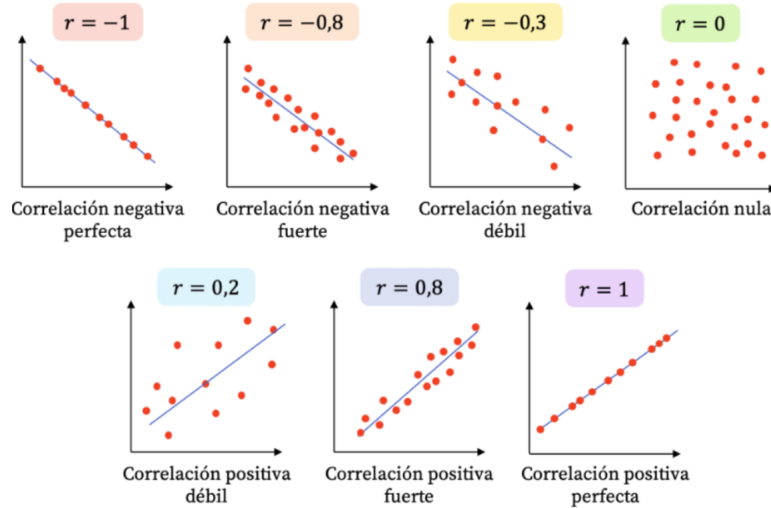 r = −1
r = −0,8
r = −0,3
r = 0
Correlación negativa
perfecta
Correlación negativa
fuerte
Correlación negativa
débil
Correlación nula
r = 0,2
r = 0,8
r = 1
Correlación positiva
débil
Correlación positiva
fuerte
Correlación positiva
perfecta